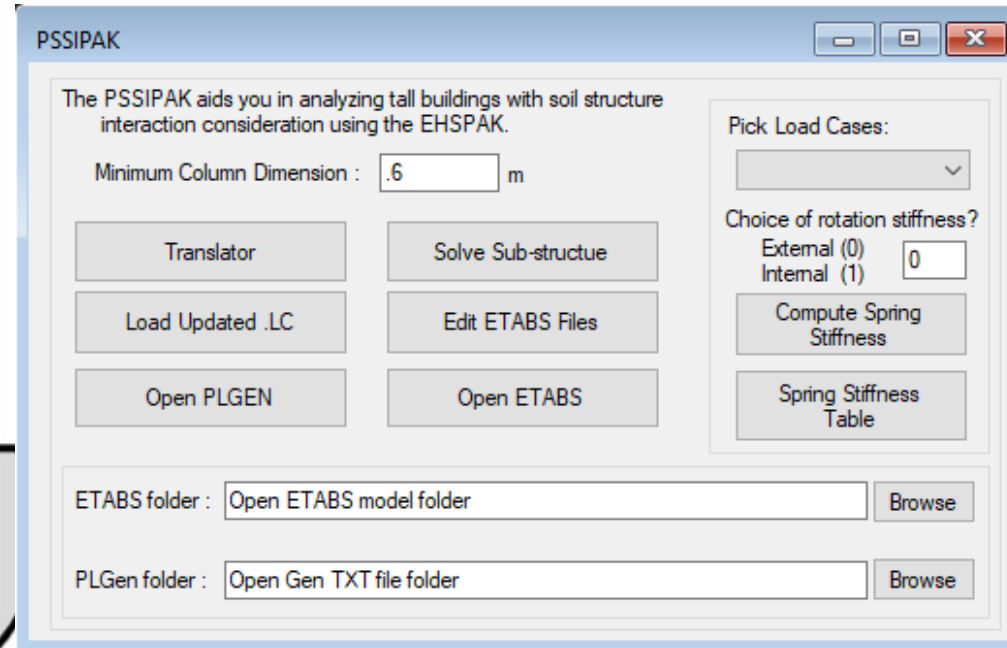 PSSIPAK
The PSSIPAK aids you in analyzing tall buildings with soil structure
interaction consideration using the EHSPAK.
Minimum Column Dimension :
.6
m
Translator
Solve Sub-structue
Load Updated .LC
Edit ETABS Files
Open PLGEN
Open ETABS
Pick Load Cases:
Choice of rotation stiffness?
External (0)
Internal (1)
0
Compute Spring
Stiffness
Spring Stiffness
Table
ETABS folder :
Open ETABS model folder
Browse
PLGen folder :
Open Gen TXT file folder
Browse